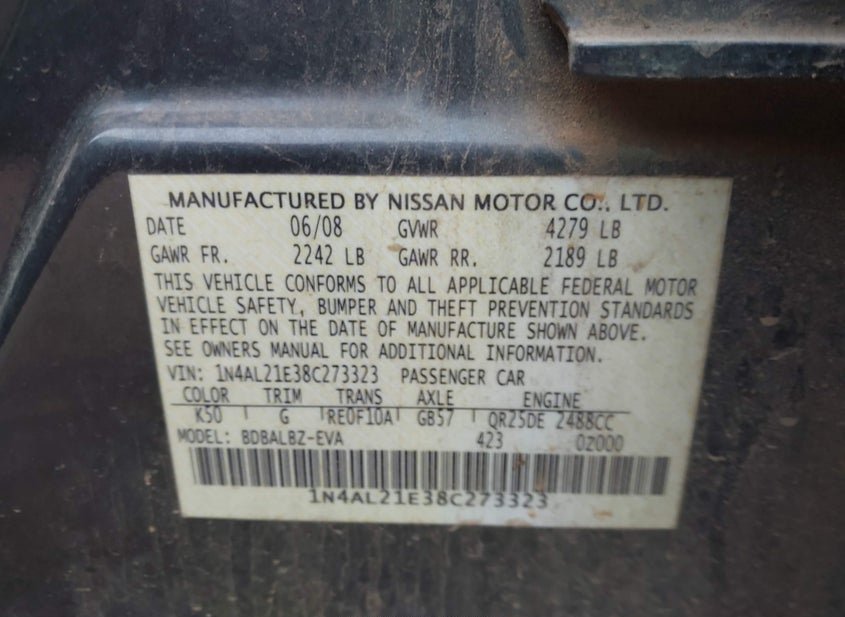 MANUFACTURED BY NISSAN MOTOR CO., LTD.
DATE 06/08 GVWR 4279 LB
GAWR FR. 2242 LB GAWR RR. 2189 LB
THIS VEHICLE CONFORMS TO ALL APPLICABLE FEDERAL MOTOR
VEHICLE SAFETY, BUMPER AND THEFT PREVENTION STANDARDS
IN EFFECT ON THE DATE OF MANUFACTURE SHOWN ABOVE.
SEE OWNERS MANUAL FOR ADDITIONAL INFORMATION.
VIN: 1N4AL21E38C273323 PASSENGER CAR
COLOR TRIM TRANS AXLE ENGINE
K50 G RE0F10A GB57 QR25DE 2488CC
MODEL: BDBALBZ-EVA 423 02000
1N4AL21E38C273323